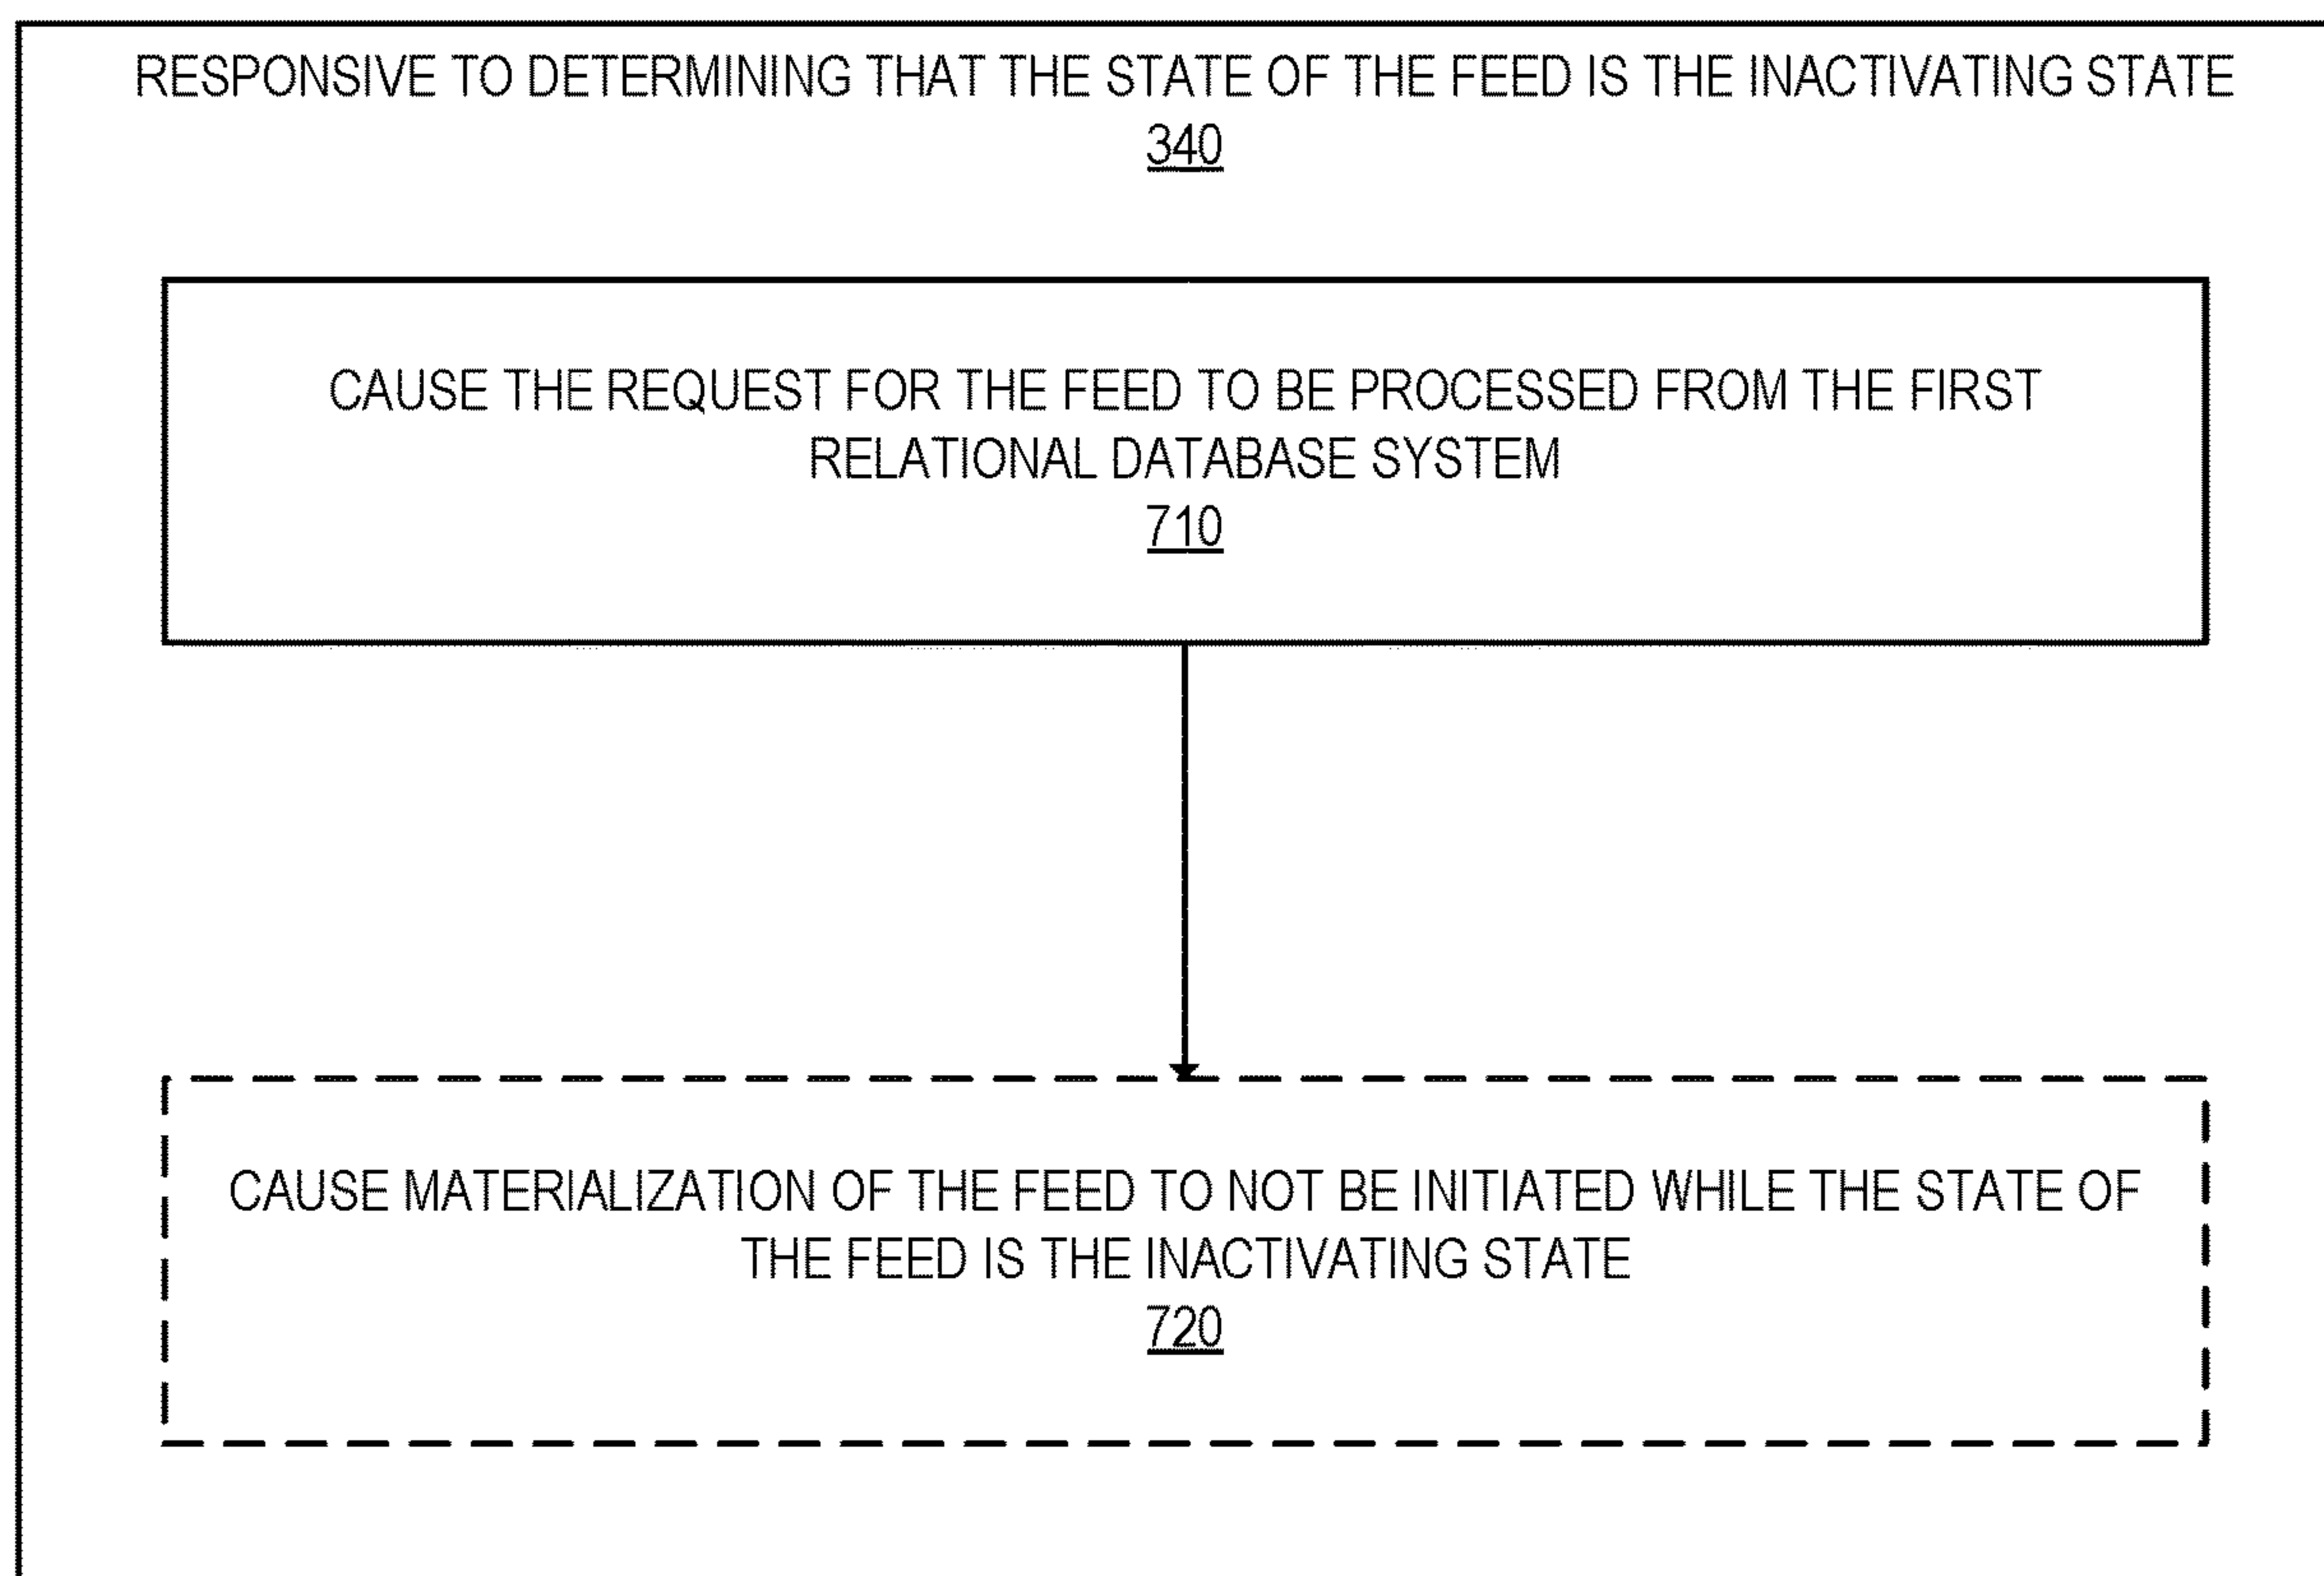 RESPONSIVE TO DETERMINING THAT THE STATE OF THE FEED IS THE INACTIVATING STATE
340
CAUSE THE REQUEST FOR THE FEED TO BE PROCESSED FROM THE FIRST
RELATIONAL DATABASE SYSTEM
710
CAUSE MATERIALIZATION OF THE FEED TO NOT BE INITIATED WHILE THE STATE OF
THE FEED IS THE INACTIVATING STATE
720